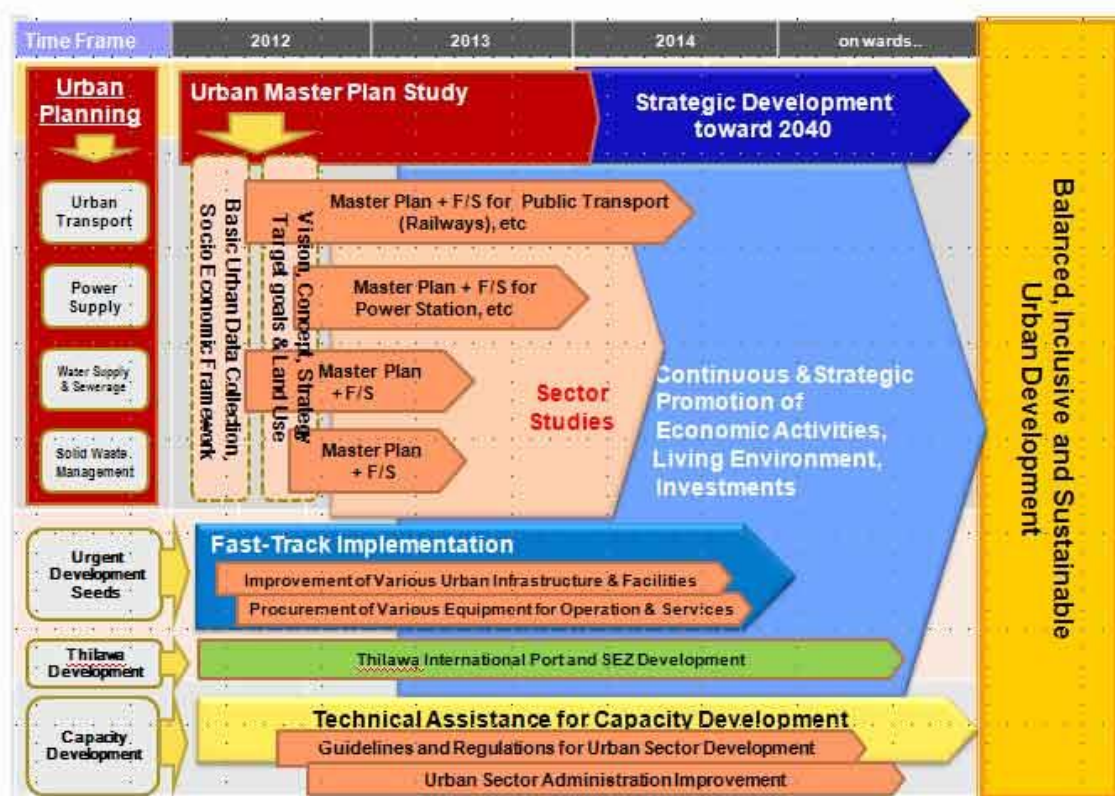 Time Frame
2012
2013
2014
on wards..
Urban
Planning
Urban Master Plan Study
Strategic Development
toward 2040
Urban
Transport
Power
Supply
Water Supply
& Sewerage
Solid Waste
Management
Basic Urban Data Collection,
Socio Economic Framework
Vision, Concept, Strategy
Target goals & Land Use
Master Plan + F/S for Public Transport
(Railways), etc
Master Plan + F/S for
Power Station, etc
Master Plan
+ F/S
Master Plan
+ F/S
Sector
Studies
Continuous & Strategic
Promotion of
Economic Activities,
Living Environment,
Investments
Balanced, Inclusive and Sustainable
Urban Development
Urgent
Development
Seeds
Fast-Track Implementation
Improvement of Various Urban Infrastructure & Facilities
Procurement of Various Equipment for Operation & Services
Thilawa
Development
Thilawa International Port and SEZ Development
Capacity
Development
Technical Assistance for Capacity Development
Guidelines and Regulations for Urban Sector Development
Urban Sector Administration Improvement